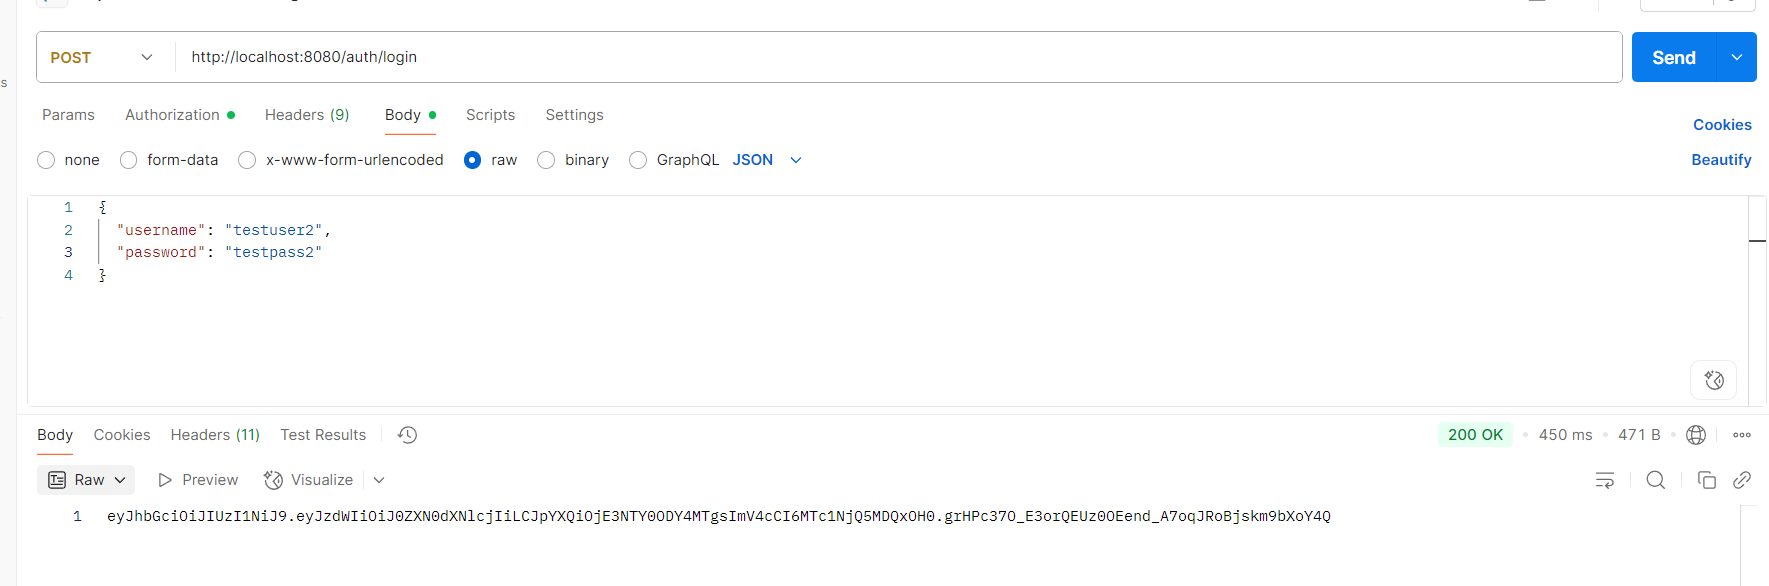 POST http://localhost:8080/auth/login Send
Params Authorization Headers (9) Body Scripts Settings
Cookies
none form-data x-www-form-urlencoded raw binary GraphQL JSON
Beautify
1 {
2 "username": "testuser2",
3 "password": "testpass2"
4 }
Body Cookies Headers (11) Test Results 200 OK • 450 ms • 471 B
Raw Preview Visualize
1 eyJhbGciOiJIUzI1NiJ9.eyJzdWIiOiJ0ZXN0dXNlcjIiLCJpYXQiOjE3NTY0ODY4MTgsImV4cCI6MTc1NjQ5MDQxOH0.grHPc37O_E3orQEUz0OEend_A7oqJRoBjskm9bXoY4Q